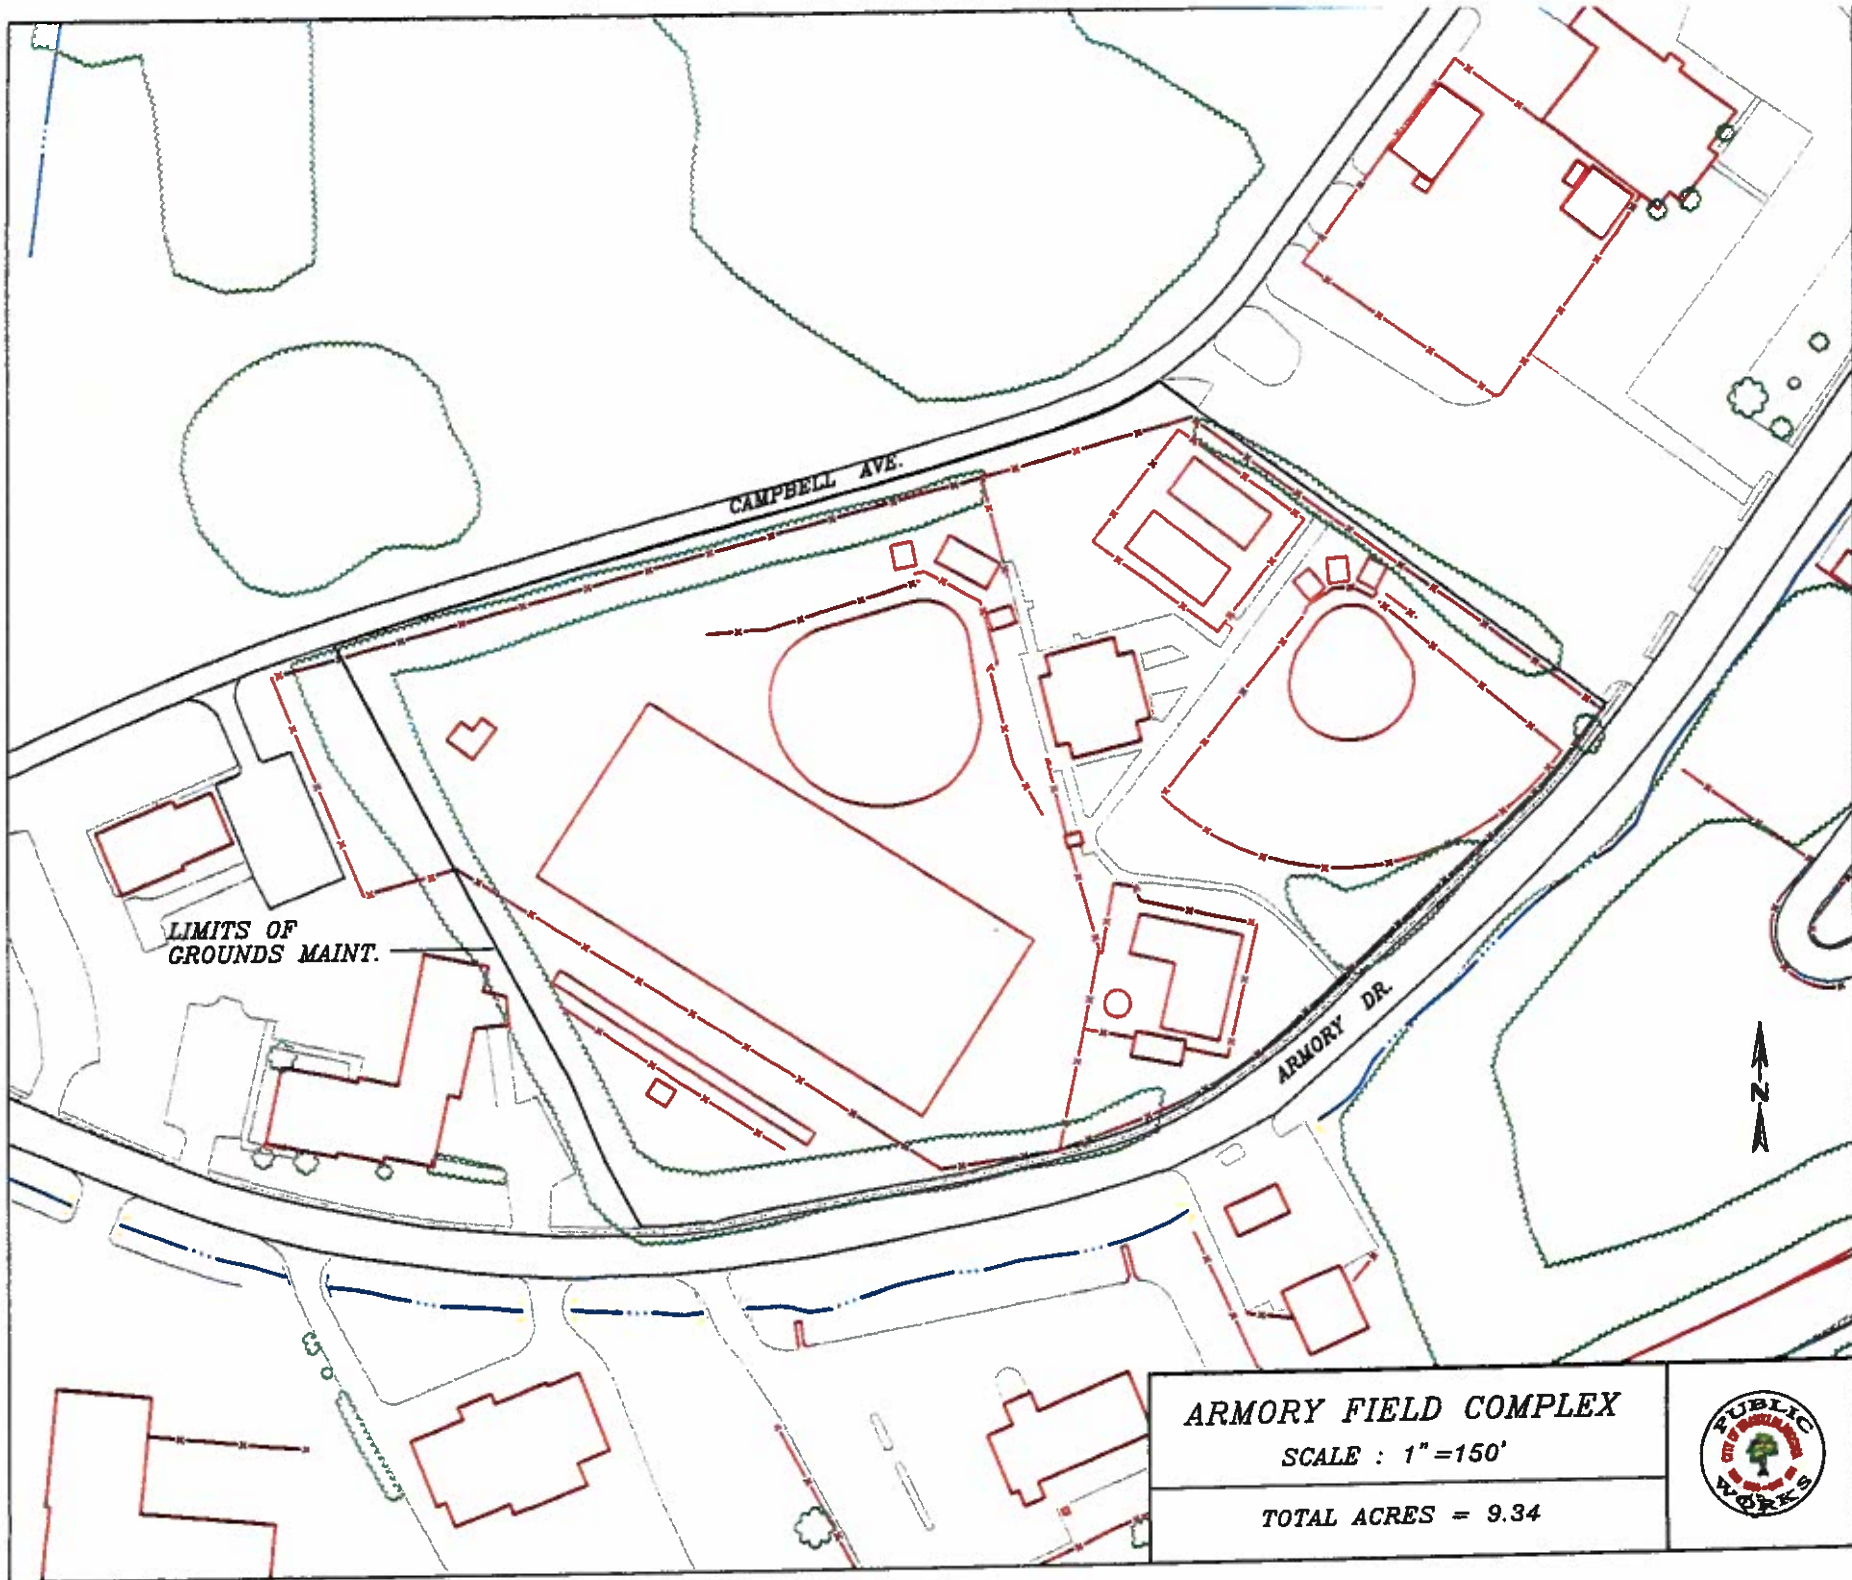 CAMPBELL AVE.
LIMITS OF
GROUNDS MAINT.
ARMORY DR.
N
ARMORY FIELD COMPLEX
SCALE : 1"=150'
TOTAL ACRES = 9.34
PUBLIC
WORKS